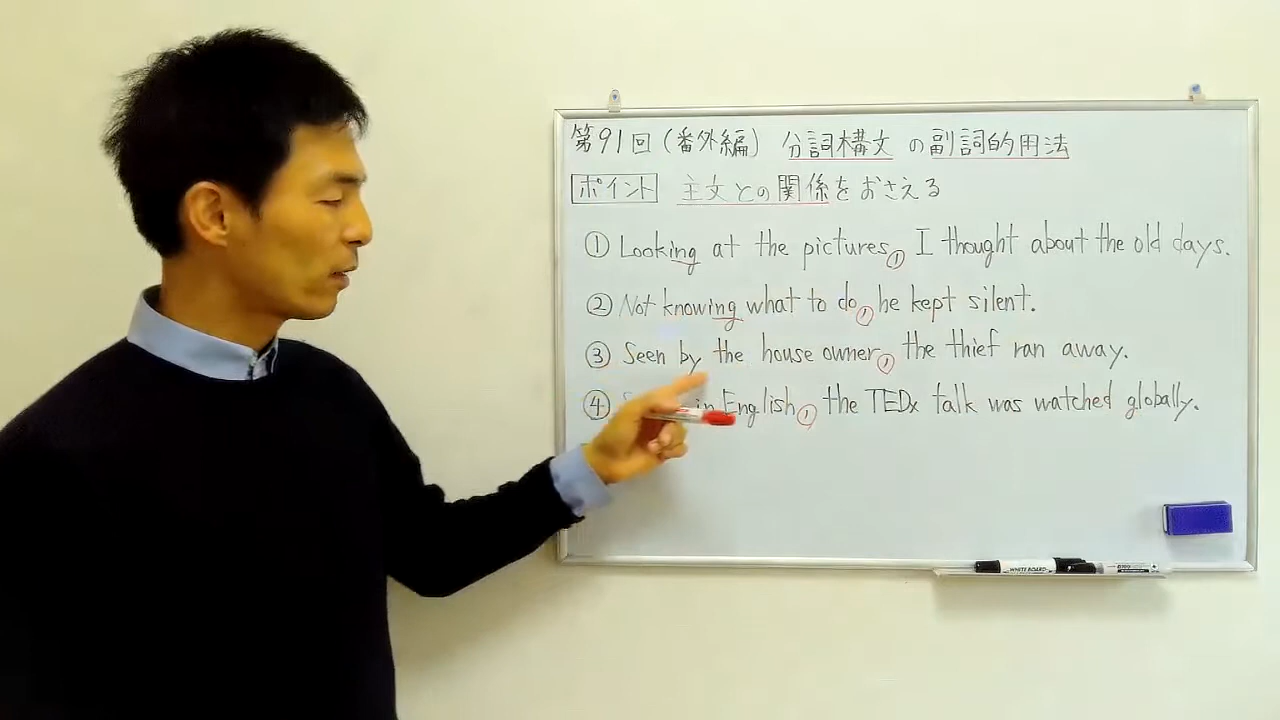 第91回(番外編) 分詞構文 の副詞的用法
ポイント 主文との関係をおさえる
① Looking at the pictures, I thought about the old days.
② Not knowing what to do, he kept silent.
③ Seen by the house owner, the thief ran away.
④ in English, the TEDx talk was watched globally.
WHITE BOARD